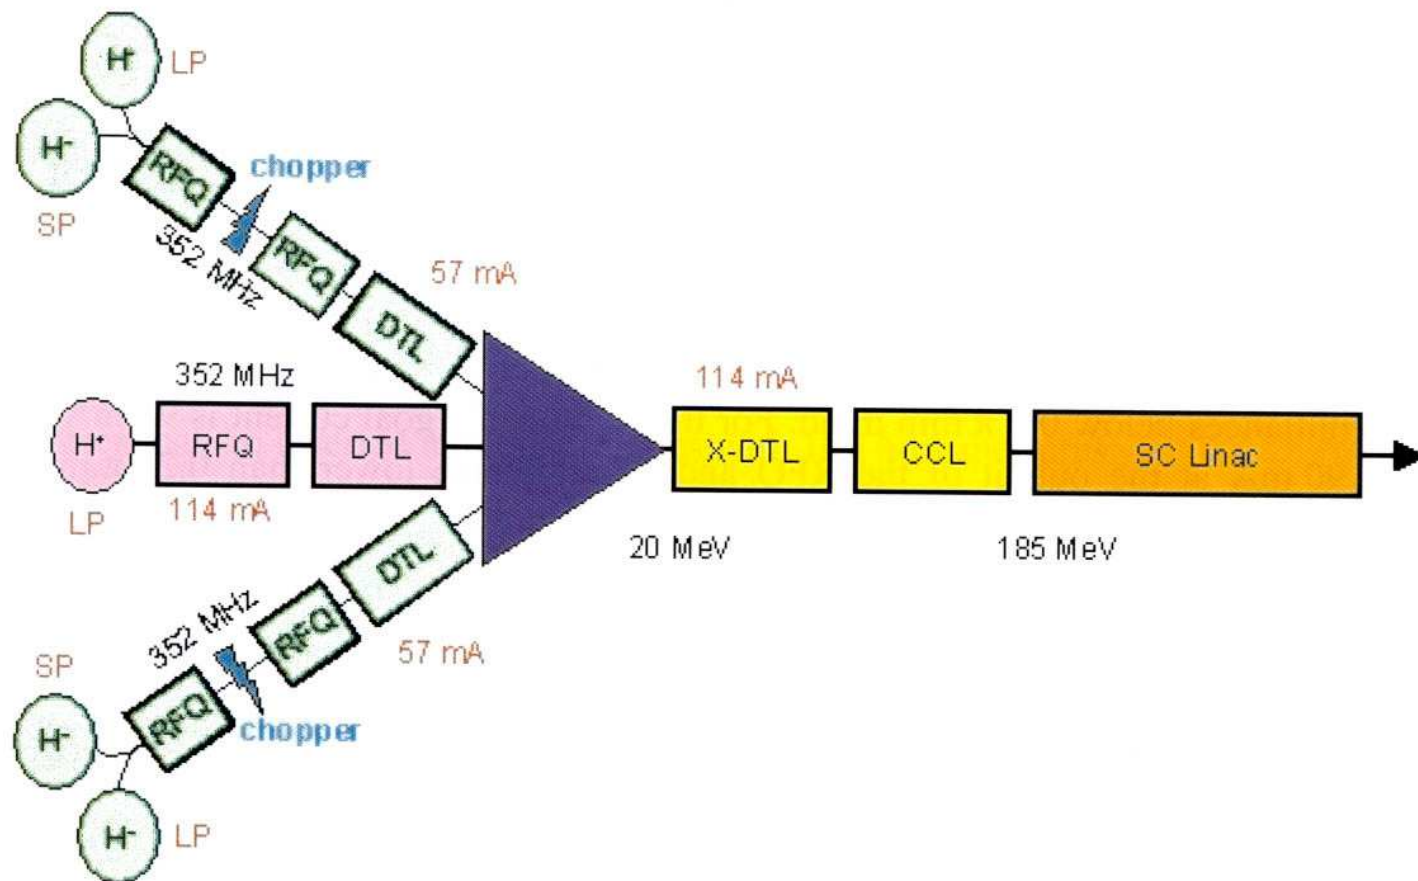 H⁺
LP
H⁻
SP
RFQ
chopper
352 MHz
RFQ
57 mA
DTL
352 MHz
114 mA
H⁺
RFQ
DTL
X-DTL
CCL
SC Linac
LP
114 mA
20 MeV
185 MeV
DTL
352 MHz
RFQ
57 mA
SP
RFQ
chopper
H⁻
H⁻
LP